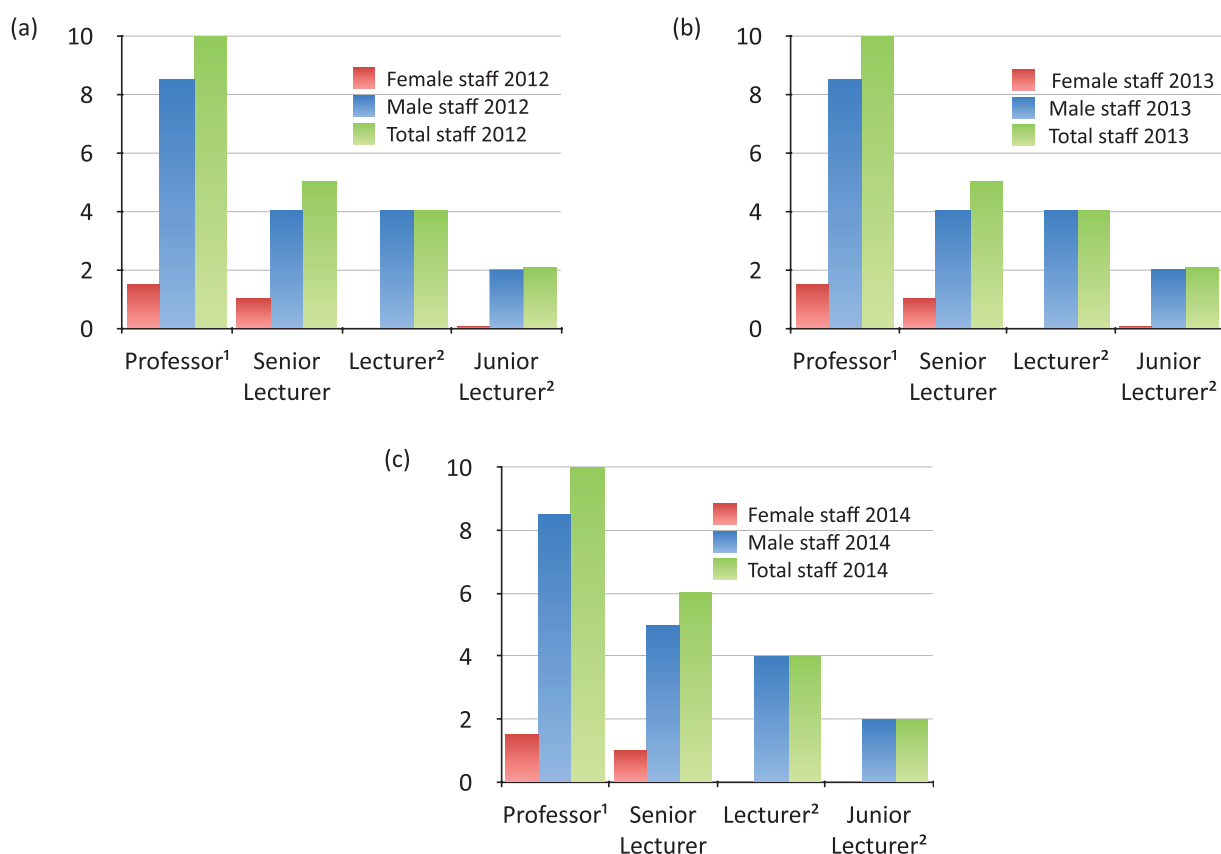 (a)
10
8
6
4
2
0
Female staff 2012
Male staff 2012
Total staff 2012
Professor¹
Senior
Lecturer
Lecturer²
Junior
Lecturer²
(b)
10
8
6
4
2
0
Female staff 2013
Male staff 2013
Total staff 2013
Professor¹
Senior
Lecturer
Lecturer²
Junior
Lecturer²
(c)
10
8
6
4
2
0
Female staff 2014
Male staff 2014
Total staff 2014
Professor¹
Senior
Lecturer
Lecturer²
Junior
Lecturer²